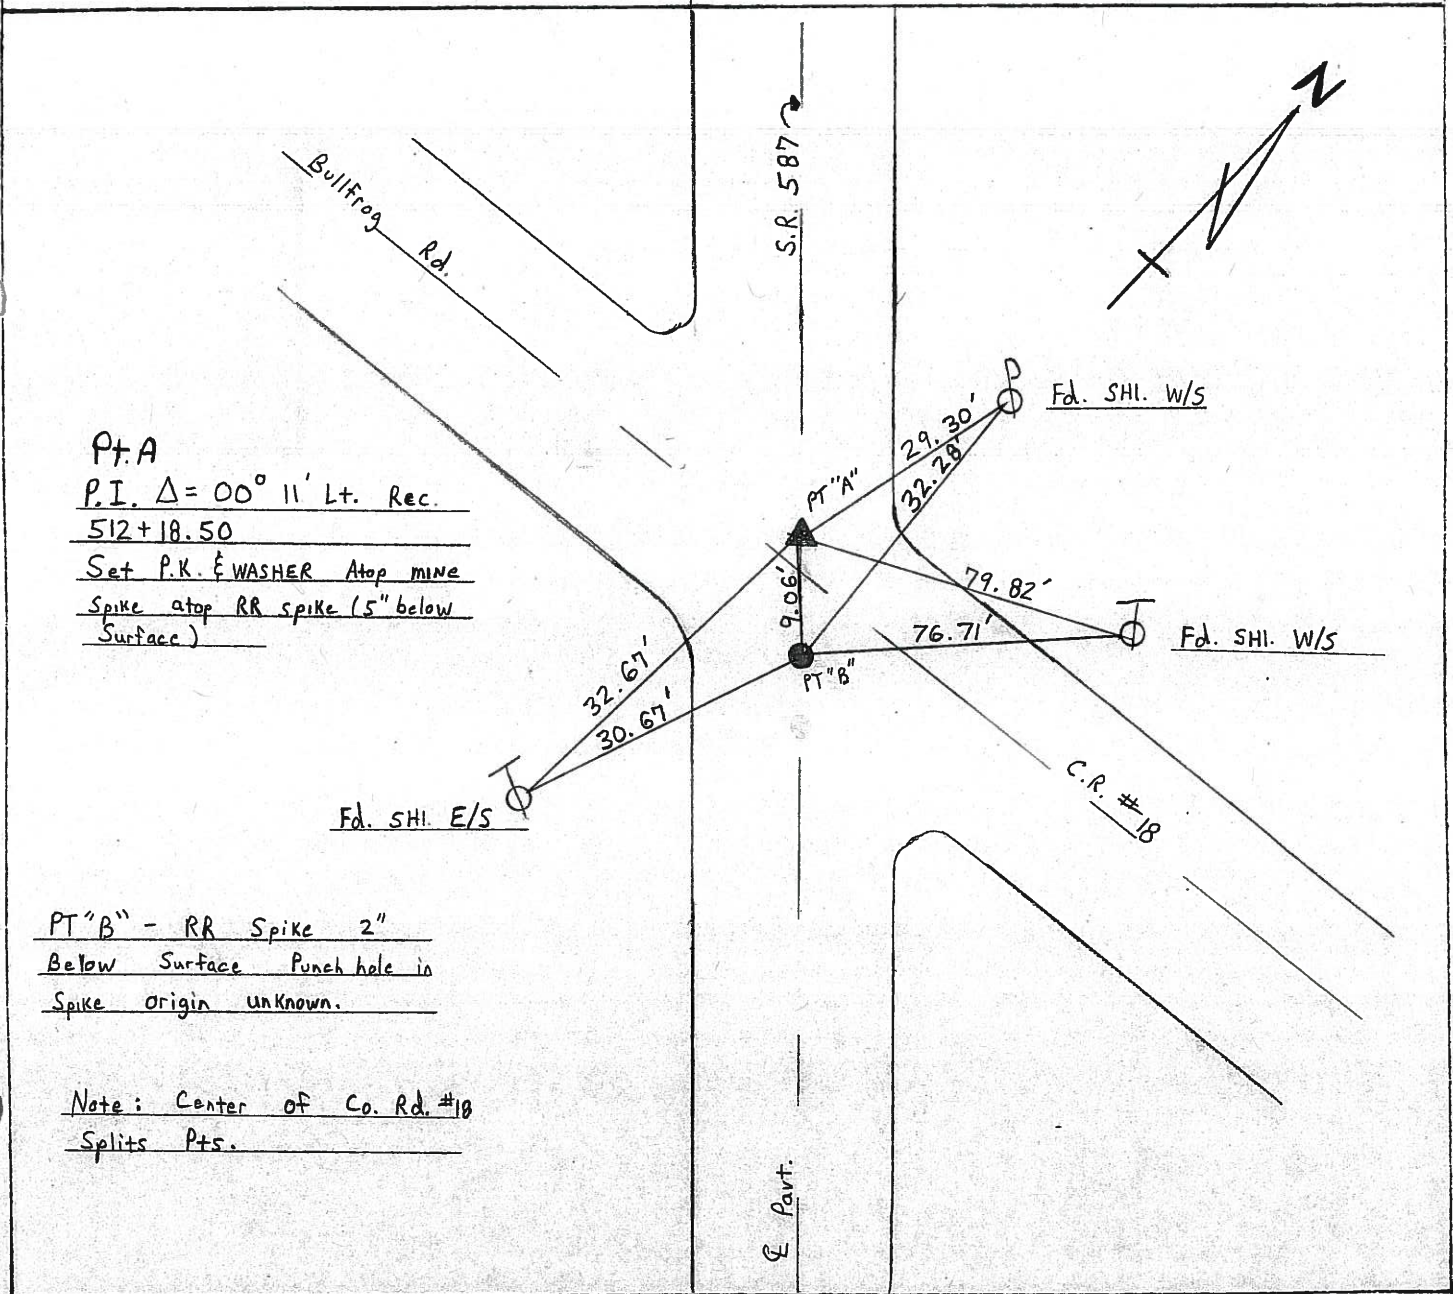 N
S.R. 587
Bullfrog
Rd.
Fd. SHI. W/S
29.30'
32.28'
PT "A"
Pt. A
P.I. Δ = 00° 11' Lt. Rec.
512+18.50
Set P.K. & WASHER Atop mine
Spike atop RR spike (5" below
Surface)
9.06'
79.82'
76.71'
Fd. SHI. W/S
PT "B"
32.67'
30.67'
Fd. SHI. E/S
C.R. #
18
PT "B" - RR Spike 2"
Below Surface Punch hole in
Spike origin unknown.
Note: Center of Co. Rd. #18
Splits Pts.
℄ Pavt.